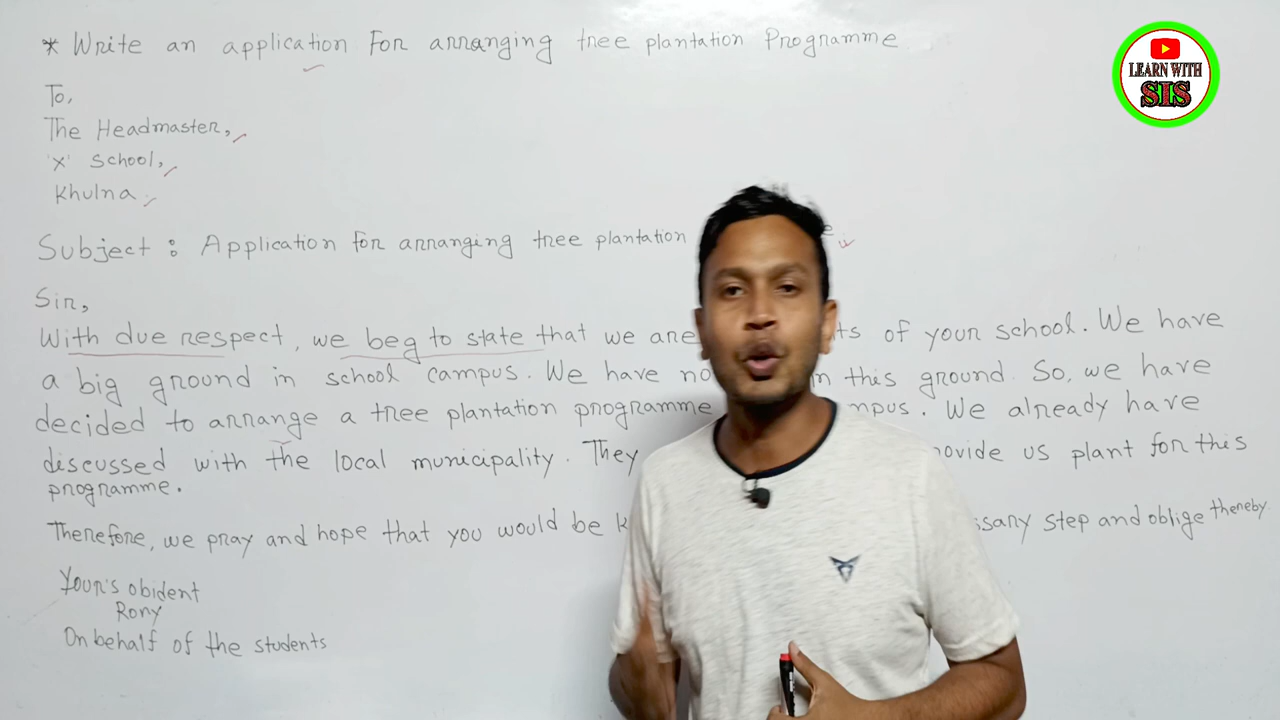 * Write an application For arranging tree plantation Programme
LEARN WITH
SIS
To,
The Headmaster,
'X' School,
Khulna
Subject : Application for arranging tree plantation
Sir,
With due respect, we beg to state that we are of your school. We have
a big ground in school campus. We have no this ground. So, we have
decided to arrange a tree plantation programme We already have
discussed with the local municipality. They us plant for this
programme.
Therefore, we pray and hope that you would be step and oblige thereby.
Your's obident
Rony
On behalf of the students